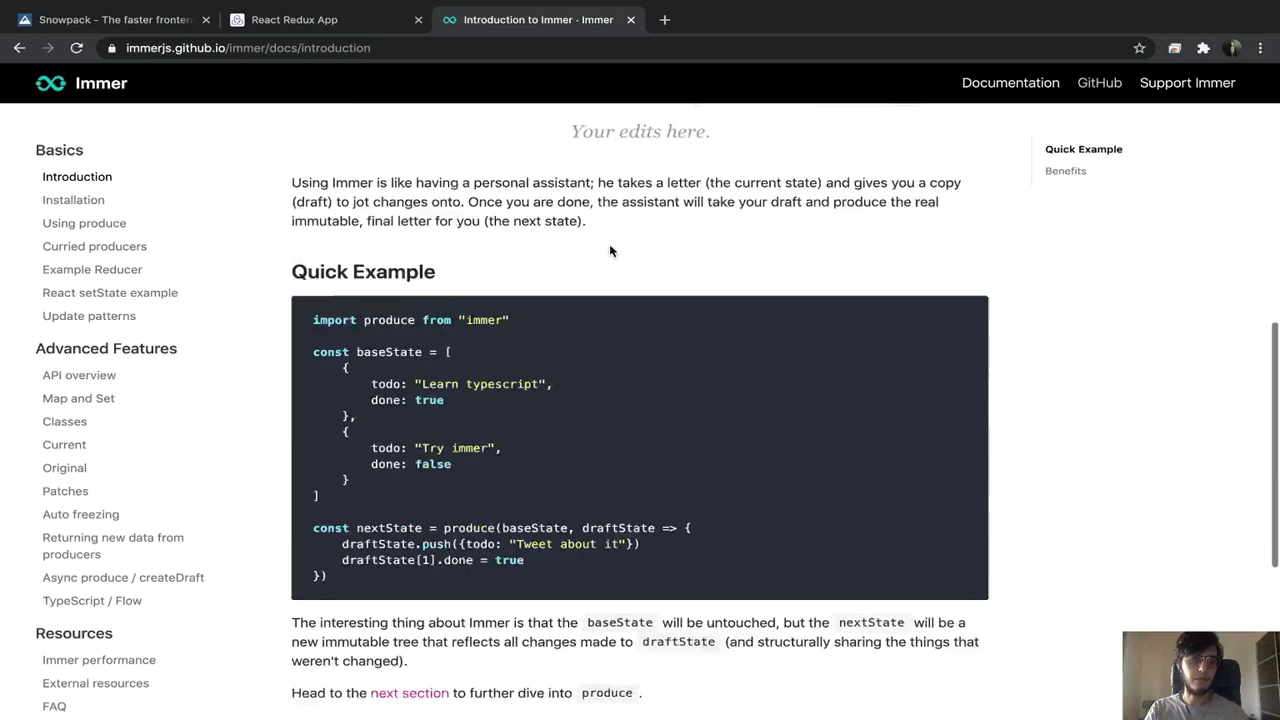 Snowpack - The faster fronten
React Redux App
Introduction to Immer · Immer
immerjs.github.io/immer/docs/introduction
Immer
Documentation
GitHub
Support Immer
Basics
Introduction
Installation
Using produce
Curried producers
Example Reducer
React setState example
Update patterns
Advanced Features
API overview
Map and Set
Classes
Current
Original
Patches
Auto freezing
Returning new data from
producers
Async produce / createDraft
TypeScript / Flow
Resources
Immer performance
External resources
FAQ
Your edits here.
Using Immer is like having a personal assistant; he takes a letter (the current state) and gives you a copy
(draft) to jot changes onto. Once you are done, the assistant will take your draft and produce the real
immutable, final letter for you (the next state).
Quick Example
import produce from "immer"
const baseState = [
{
todo: "Learn typescript",
done: true
},
{
todo: "Try immer",
done: false
}
]
const nextState = produce(baseState, draftState => {
draftState.push({todo: "Tweet about it"})
draftState[1].done = true
})
The interesting thing about Immer is that the baseState will be untouched, but the nextState will be a
new immutable tree that reflects all changes made to draftState (and structurally sharing the things that
weren't changed).
Head to the next section to further dive into produce .
Quick Example
Benefits